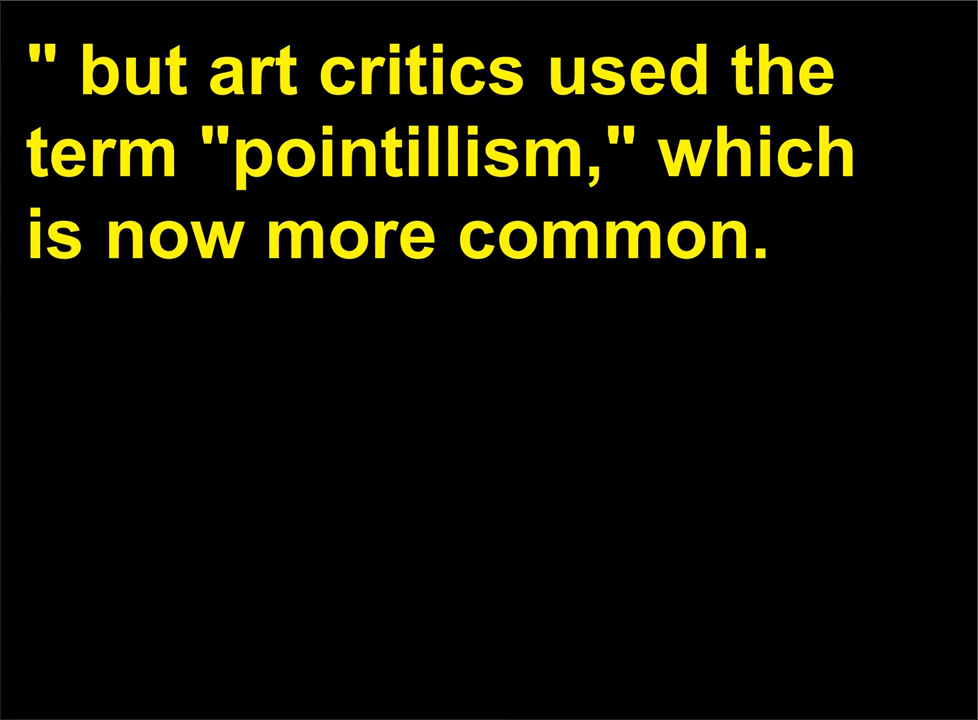 " but art critics used the
term "pointillism," which
is now more common.